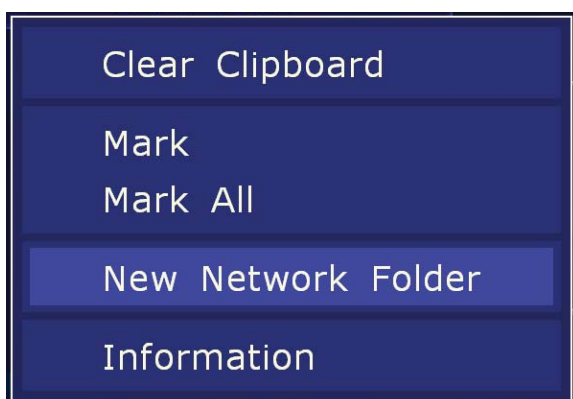 Clear Clipboard
Mark
Mark All
New Network Folder
Information